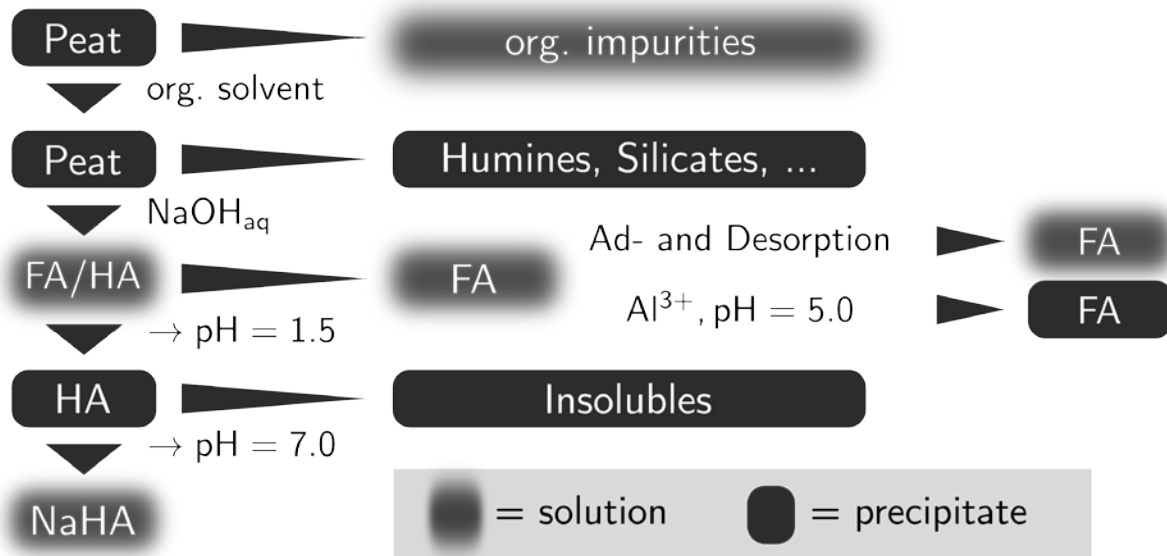 Peat org. impurities
org. solvent
Peat Humines, Silicates, ...
NaOHaq
Ad- and Desorption FA
FA/HA FA
Al³⁺, pH = 5.0 FA
→ pH = 1.5
HA Insolubles
→ pH = 7.0
NaHA = solution = precipitate